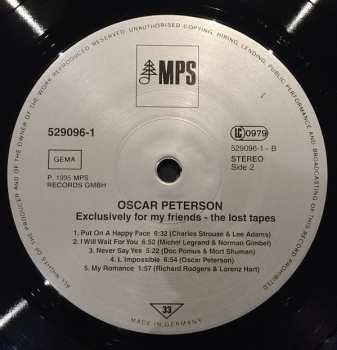 ALL RIGHTS OF THE MANUFACTURER AND OF THE OWNER OF THE WORK REPRODUCED RESERVED UNAUTHORISED COPYING, HIRING, LENDING, PUBLIC PERFORMANCE AND BROADCASTING OF THIS RECORD PROHIBITED
MPS
529096-1
LC 0979
GEMA
529096-1 - B
STEREO
Side 2
P. 1995 MPS
RECORDS GMBH
OSCAR PETERSON
Exclusively for my friends - the lost tapes
1. Put On A Happy Face 6:32 (Charles Strouse & Lee Adams)
2. I Will Wait For You 6:52 (Michel Legrand & Norman Gimbel)
3. Never Say Yes 5:22 (Doc Pomus & Mort Shuman)
4. L Impossible 6:54 (Oscar Peterson)
5. My Romance 1:57 (Richard Rodgers & Lorenz Hart)
33
MADE IN GERMANY